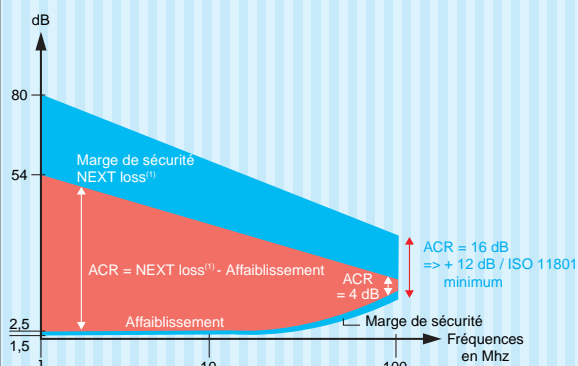 dB
80
Marge de sécurité
NEXT loss(1)
54
ACR = 16 dB
=> + 12 dB / ISO 11801
minimum
ACR = NEXT loss(1) - Affaiblissement
ACR
= 4 dB
Affaiblissement
Marge de sécurité
2,5
1,5
Fréquences
en Mhz
1
10
100